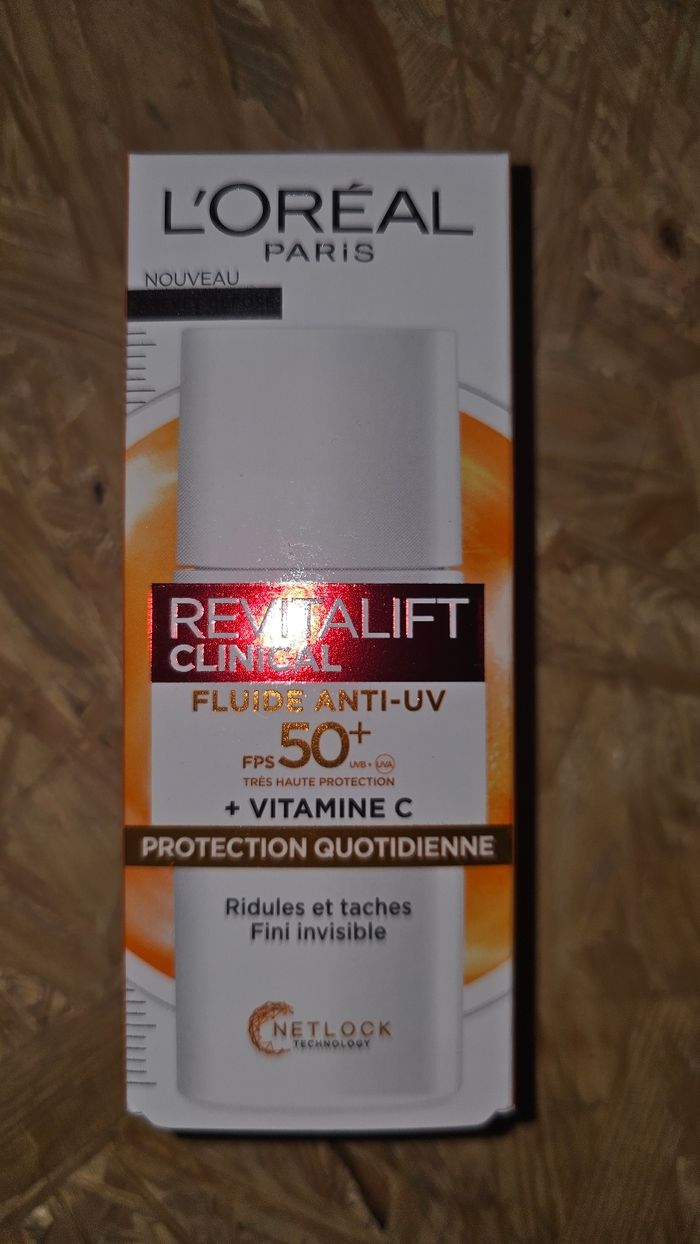 L'ORÉAL
PARIS
NOUVEAU
REVITALIFT
CLINICAL
FLUIDE ANTI-UV
FPS 50+ UVB + UVA
TRÈS HAUTE PROTECTION
+ VITAMINE C
PROTECTION QUOTIDIENNE
Ridules et taches
Fini invisible
NETLOCK
TECHNOLOGY